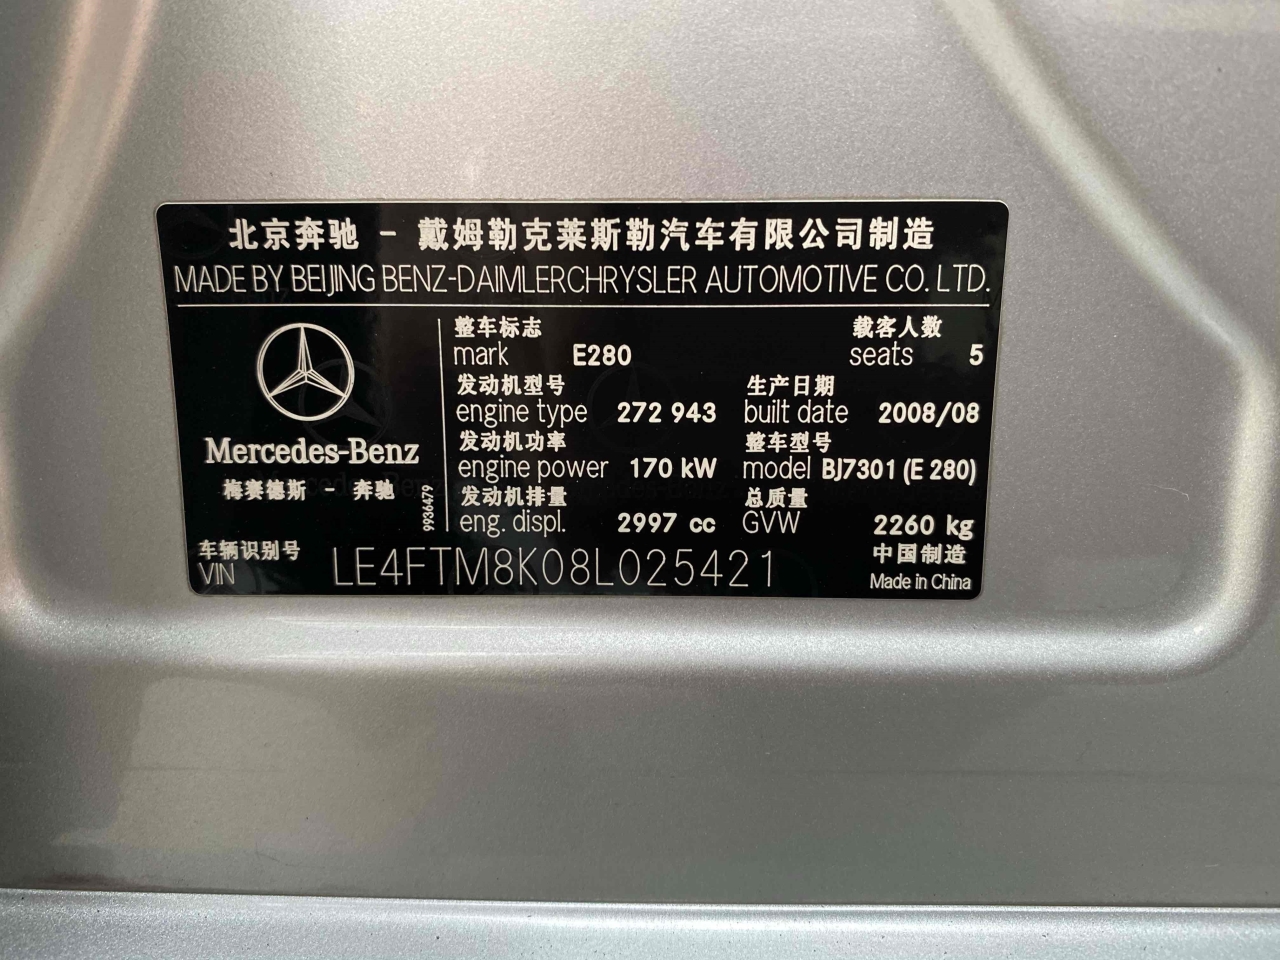 北京奔驰 - 戴姆勒克莱斯勒汽车有限公司制造
MADE BY BEIJING BENZ-DAIMLERCHRYSLER AUTOMOTIVE CO. LTD.
Mercedes-Benz
梅赛德斯 - 奔驰
9936479
整车标志 载客人数
mark E280 seats 5
发动机型号 生产日期
engine type 272 943 built date 2008/08
发动机功率 整车型号
engine power 170 kW model BJ7301 (E 280)
发动机排量 总质量
eng. displ. 2997 cc GVW 2260 kg
车辆识别号 中国制造
VIN LE4FTM8K08L025421 Made in China